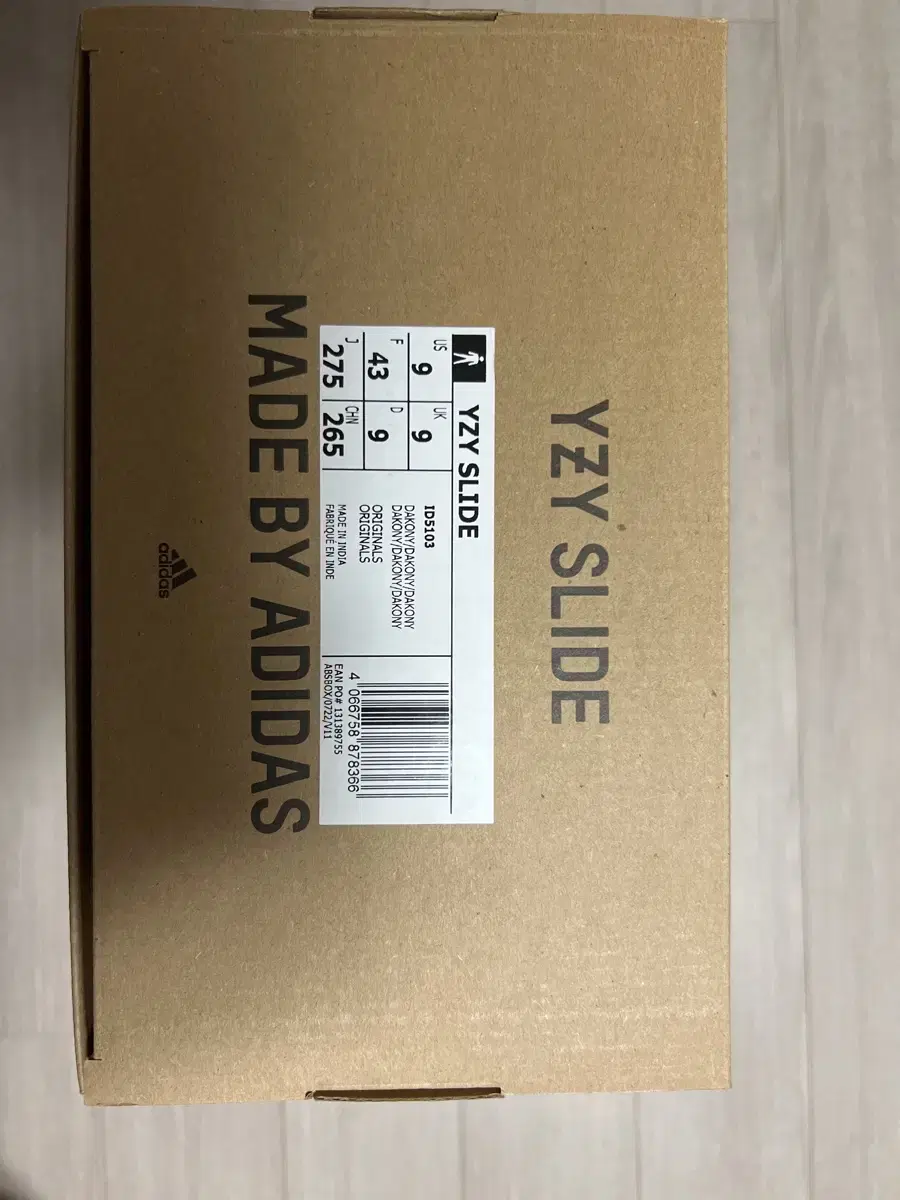 YZY SLIDE
YZY SLIDE
US 9
UK 9
F 43
D 9
J 275
CHN 265
ID5103
DAKONY/DAKONY/DAKONY
DAKONY/DAKONY/DAKONY
ORIGINALS
ORIGINALS
MADE IN INDIA
FABRIQUÉ EN INDE
4 066758 878366
EAN PO# 131389755
ABSBOX/0722/V11
MADE BY ADIDAS
adidas